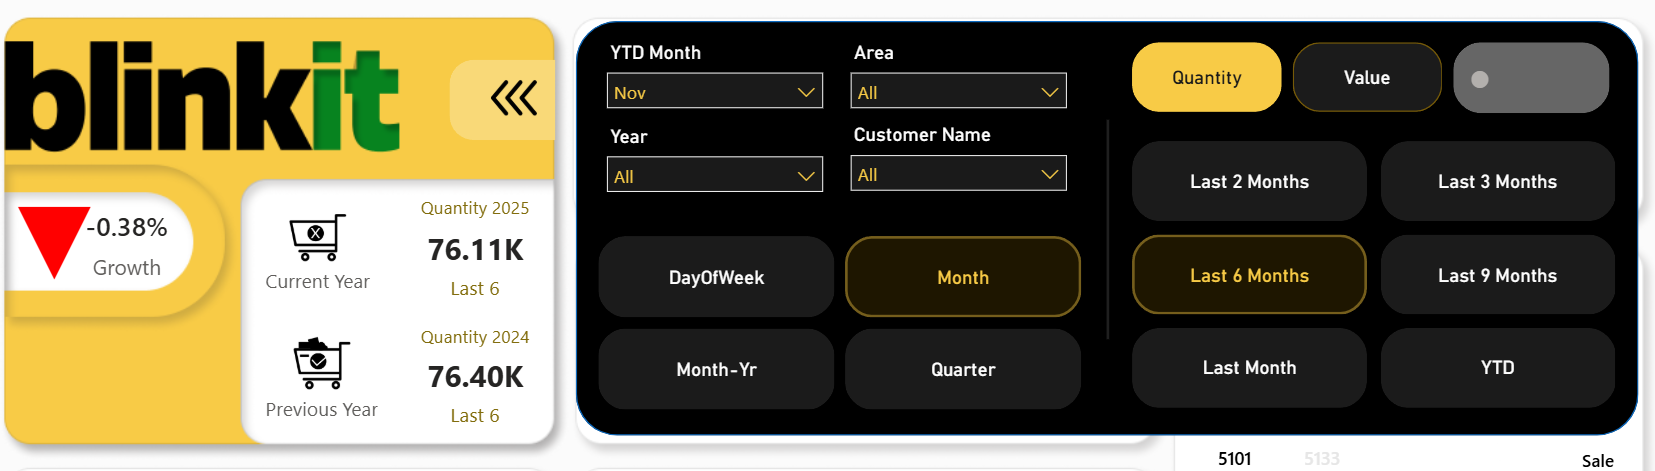 blinkit
-0.38%
Growth
Current Year
Quantity 2025
76.11K
Last 6
Previous Year
Quantity 2024
76.40K
Last 6
YTD Month
Nov
Area
All
Year
All
Customer Name
All
DayOfWeek
Month
Month-Yr
Quarter
Quantity
Value
Last 2 Months
Last 3 Months
Last 6 Months
Last 9 Months
Last Month
YTD
5101
5133
Sale